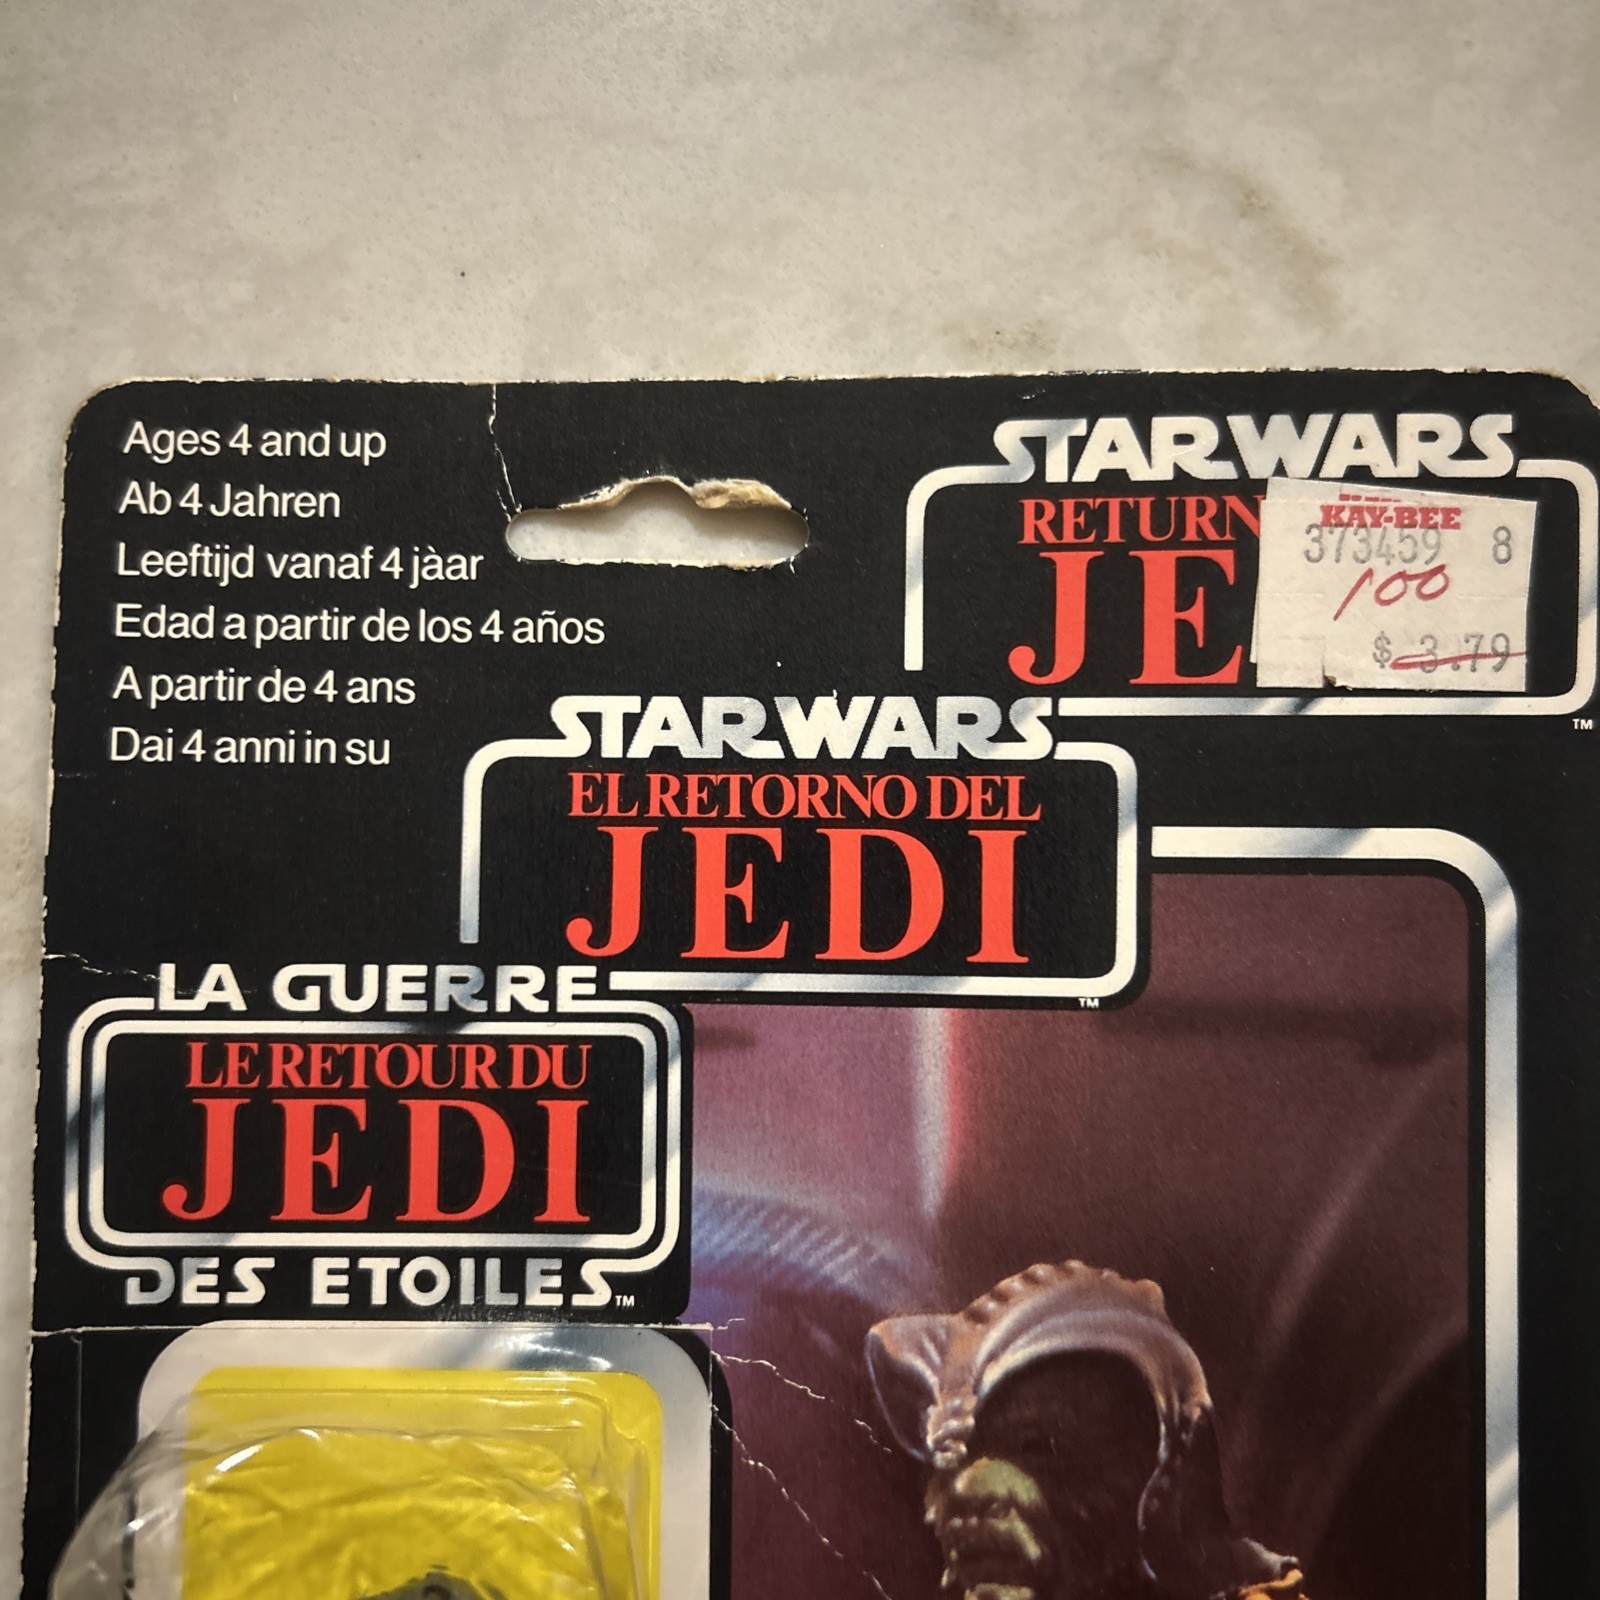 Ages 4 and up
Ab 4 Jahren
Leeftijd vanaf 4 jàar
Edad a partir de los 4 años
A partir de 4 ans
Dai 4 anni in su
STAR WARS
RETURN
JE
KAY-BEE
373459 8
100
$ 3.79
TM
STAR WARS
EL RETORNO DEL
JEDI
TM
LA GUERRE
LE RETOUR DU
JEDI
DES ETOILES TM